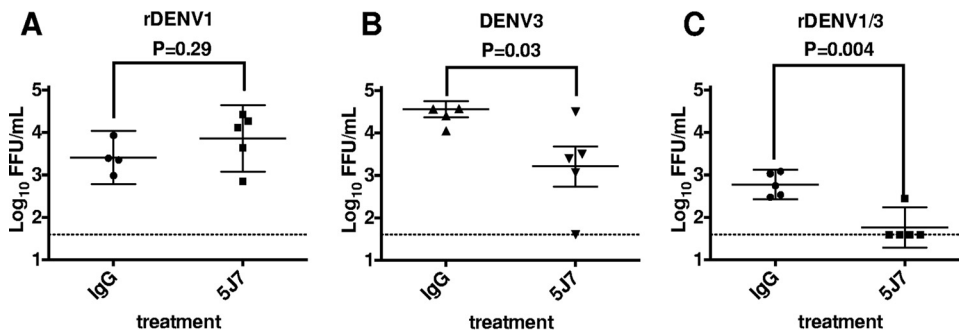 A
rDENV1
P=0.29
Log10 FFU/mL
5
4
3
2
1
IgG
5J7
treatment
B
DENV3
P=0.03
Log10 FFU/mL
5
4
3
2
1
IgG
5J7
treatment
C
rDENV1/3
P=0.004
Log10 FFU/mL
5
4
3
2
1
IgG
5J7
treatment